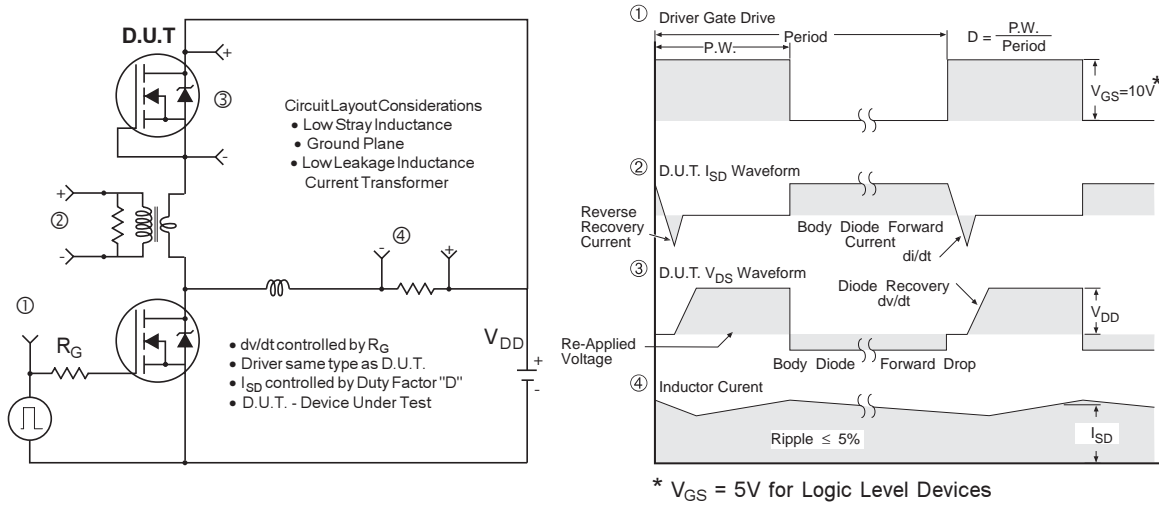 D.U.T
+
③
-
Circuit Layout Considerations
• Low Stray Inductance
• Ground Plane
• Low Leakage Inductance
Current Transformer
+
②
-
④
-
+
①
R_G
• dv/dt controlled by R_G
• Driver same type as D.U.T.
• I_SD controlled by Duty Factor "D"
• D.U.T. - Device Under Test
V_DD
+
-
① Driver Gate Drive
Period
P.W.
D = P.W. / Period
V_GS=10V*
② D.U.T. I_SD Waveform
Reverse
Recovery
Current
Body Diode Forward
Current
di/dt
③ D.U.T. V_DS Waveform
Diode Recovery
dv/dt
V_DD
Re-Applied
Voltage
Body Diode Forward Drop
④ Inductor Curent
Ripple ≤ 5%
I_SD
* V_GS = 5V for Logic Level Devices